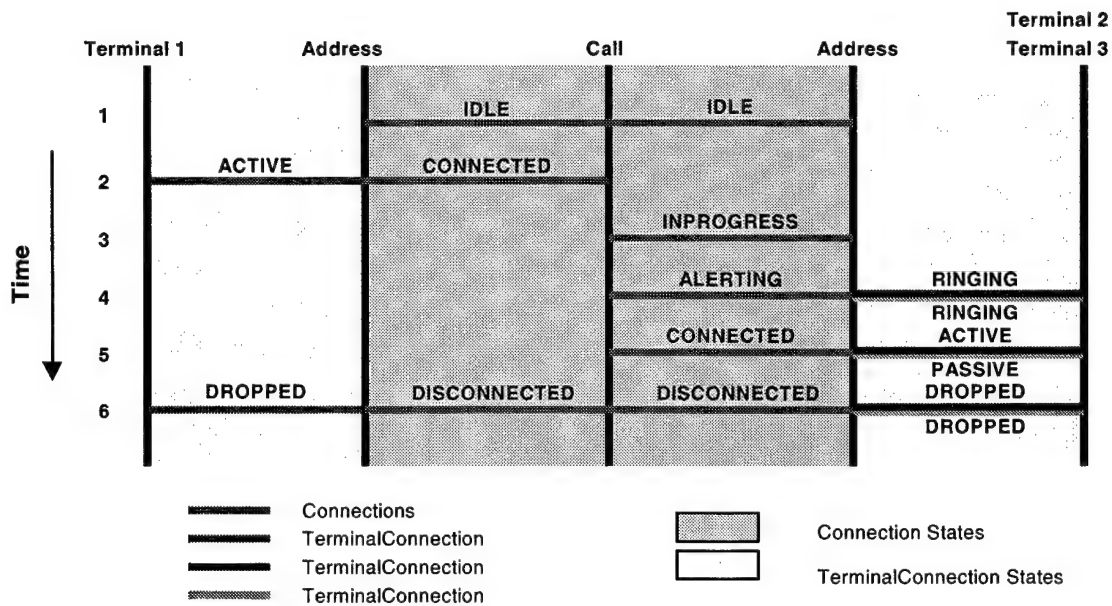 Terminal 2
Terminal 1 Address Call Address Terminal 3
1 IDLE IDLE
ACTIVE CONNECTED
2
INPROGRESS
3
ALERTING RINGING
4
RINGING
CONNECTED ACTIVE
5
PASSIVE
DROPPED DISCONNECTED DISCONNECTED DROPPED
6
DROPPED
Time
Connections
TerminalConnection
TerminalConnection
TerminalConnection
Connection States
TerminalConnection States